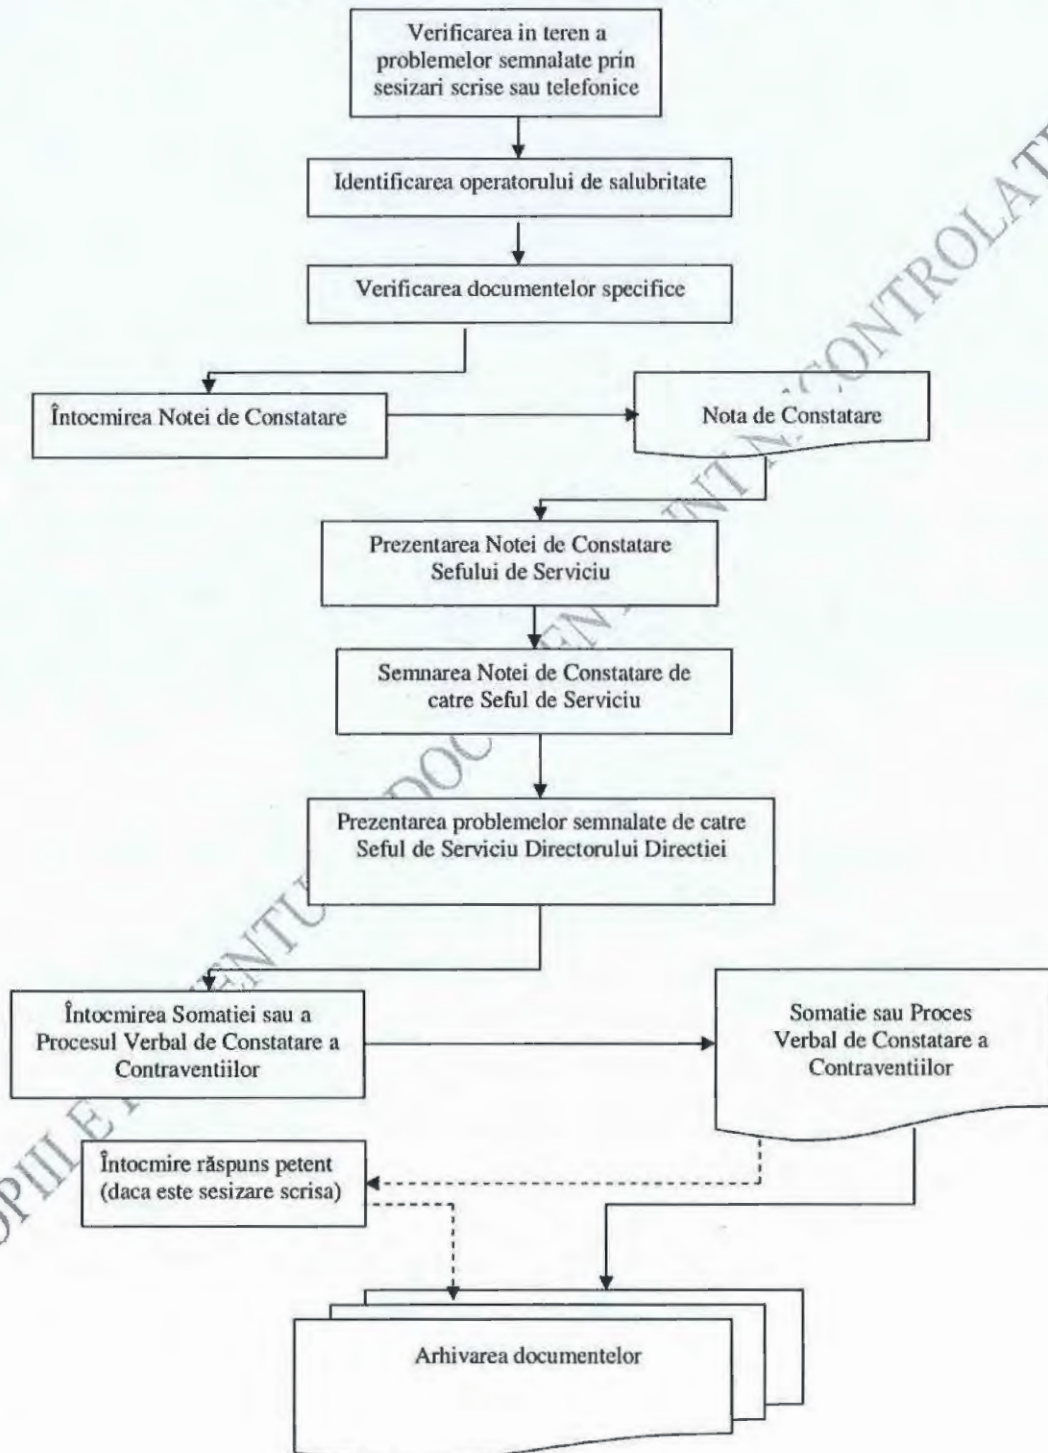 Verificarea in teren a
problemelor semnalate prin
sesizari scrise sau telefonice
Identificarea operatorului de salubritate
Verificarea documentelor specifice
Întocmirea Notei de Constatare
Nota de Constatare
Prezentarea Notei de Constatare
Sefului de Serviciu
Semnarea Notei de Constatare de
catre Seful de Serviciu
Prezentarea problemelor semnalate de catre
Seful de Serviciu Directorului Directiei
Întocmirea Somatiei sau a
Procesul Verbal de Constatare a
Contraventiilor
Somatie sau Proces
Verbal de Constatare a
Contraventiilor
Întocmire răspuns petent
(daca este sesizare scrisa)
Arhivarea documentelor